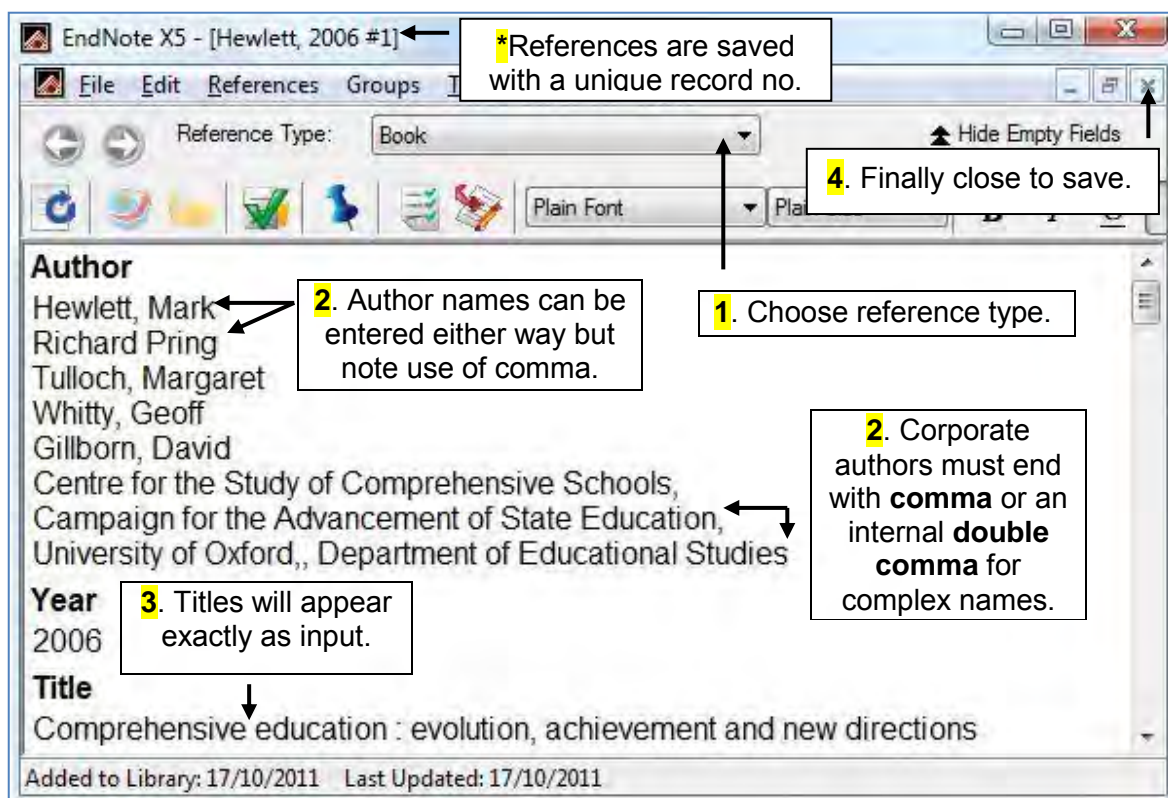 EndNote X5 - [Hewlett, 2006 #1]
*References are saved
with a unique record no.
File Edit References Groups
Reference Type: Book Hide Empty Fields
4. Finally close to save.
Plain Font
Author
Hewlett, Mark
Richard Pring
Tulloch, Margaret
Whitty, Geoff
Gillborn, David
Centre for the Study of Comprehensive Schools,
Campaign for the Advancement of State Education,
University of Oxford,, Department of Educational Studies
2. Author names can be
entered either way but
note use of comma.
1. Choose reference type.
2. Corporate
authors must end
with comma or an
internal double
comma for
complex names.
Year
2006
3. Titles will appear
exactly as input.
Title
Comprehensive education : evolution, achievement and new directions
Added to Library: 17/10/2011 Last Updated: 17/10/2011